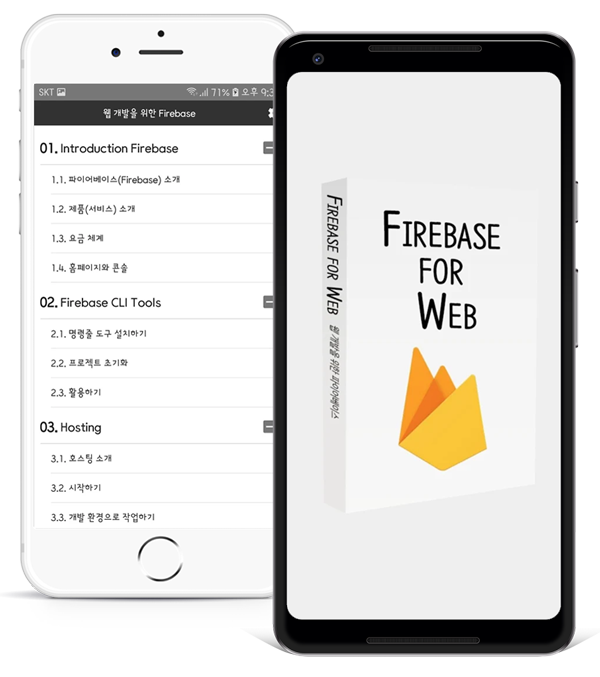 SKT 71% 오후 9:3
웹 개발을 위한 Firebase
01. Introduction Firebase
1.1. 파이어베이스(Firebase) 소개
1.2. 제품(서비스) 소개
1.3. 요금 체계
1.4. 홈페이지와 콘솔
02. Firebase CLI Tools
2.1. 명령줄 도구 설치하기
2.2. 프로젝트 초기화
2.3. 활용하기
03. Hosting
3.1. 호스팅 소개
3.2. 시작하기
3.3. 개발 환경으로 작업하기
FIREBASE FOR WEB 웹 개발을 위한 파이어베이스
FIREBASE
FOR
WEB